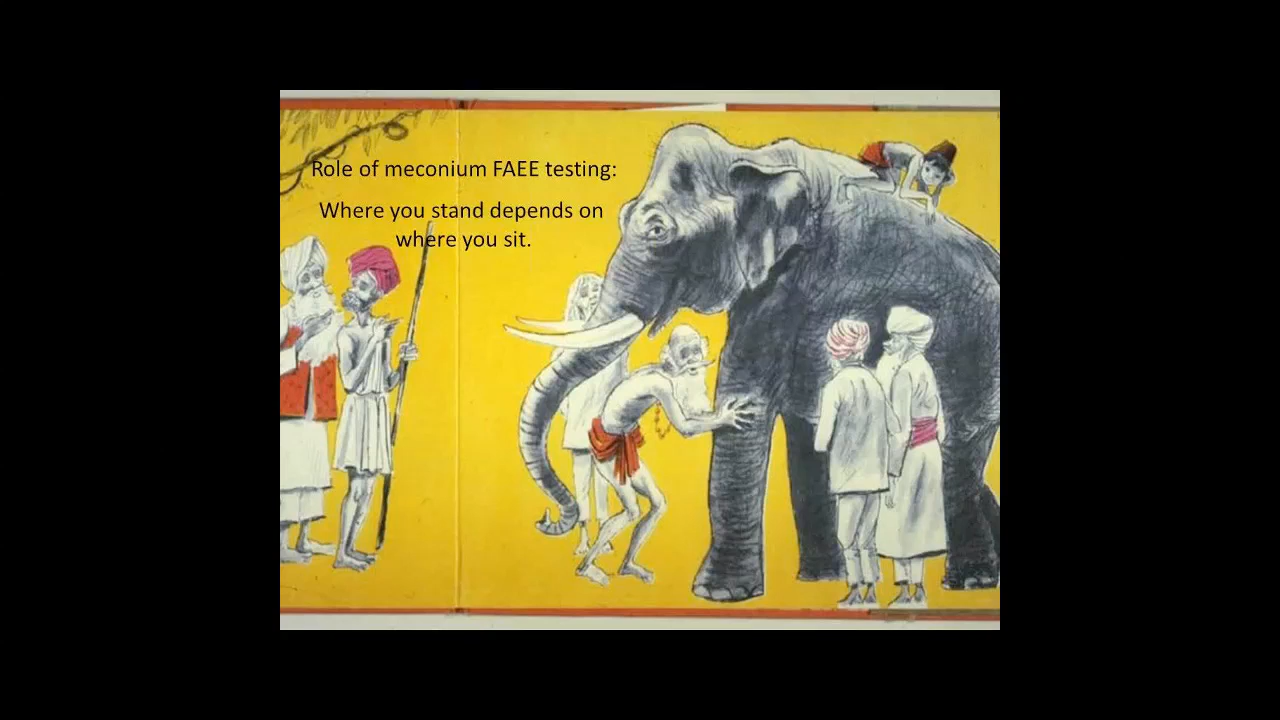 Role of meconium FAEE testing:
Where you stand depends on
where you sit.